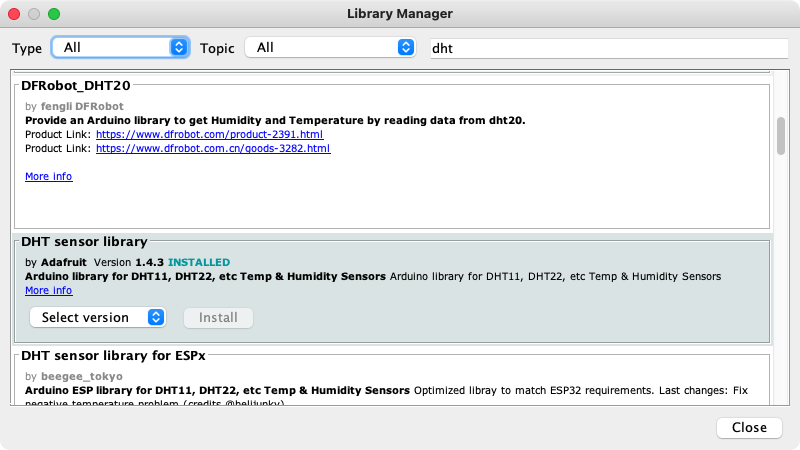 Library Manager
Type All Topic All dht
DFRobot_DHT20
by fengli DFRobot
Provide an Arduino library to get Humidity and Temperature by reading data from dht20.
Product Link: https://www.dfrobot.com/product-2391.html
Product Link: https://www.dfrobot.com.cn/goods-3282.html
More info
DHT sensor library
by Adafruit Version 1.4.3 INSTALLED
Arduino library for DHT11, DHT22, etc Temp & Humidity Sensors Arduino library for DHT11, DHT22, etc Temp & Humidity Sensors
More info
Select version Install
DHT sensor library for ESPx
by beegee_tokyo
Arduino ESP library for DHT11, DHT22, etc Temp & Humidity Sensors Optimized libray to match ESP32 requirements. Last changes: Fix
negative temperature problem (credits @helijunky)
Close